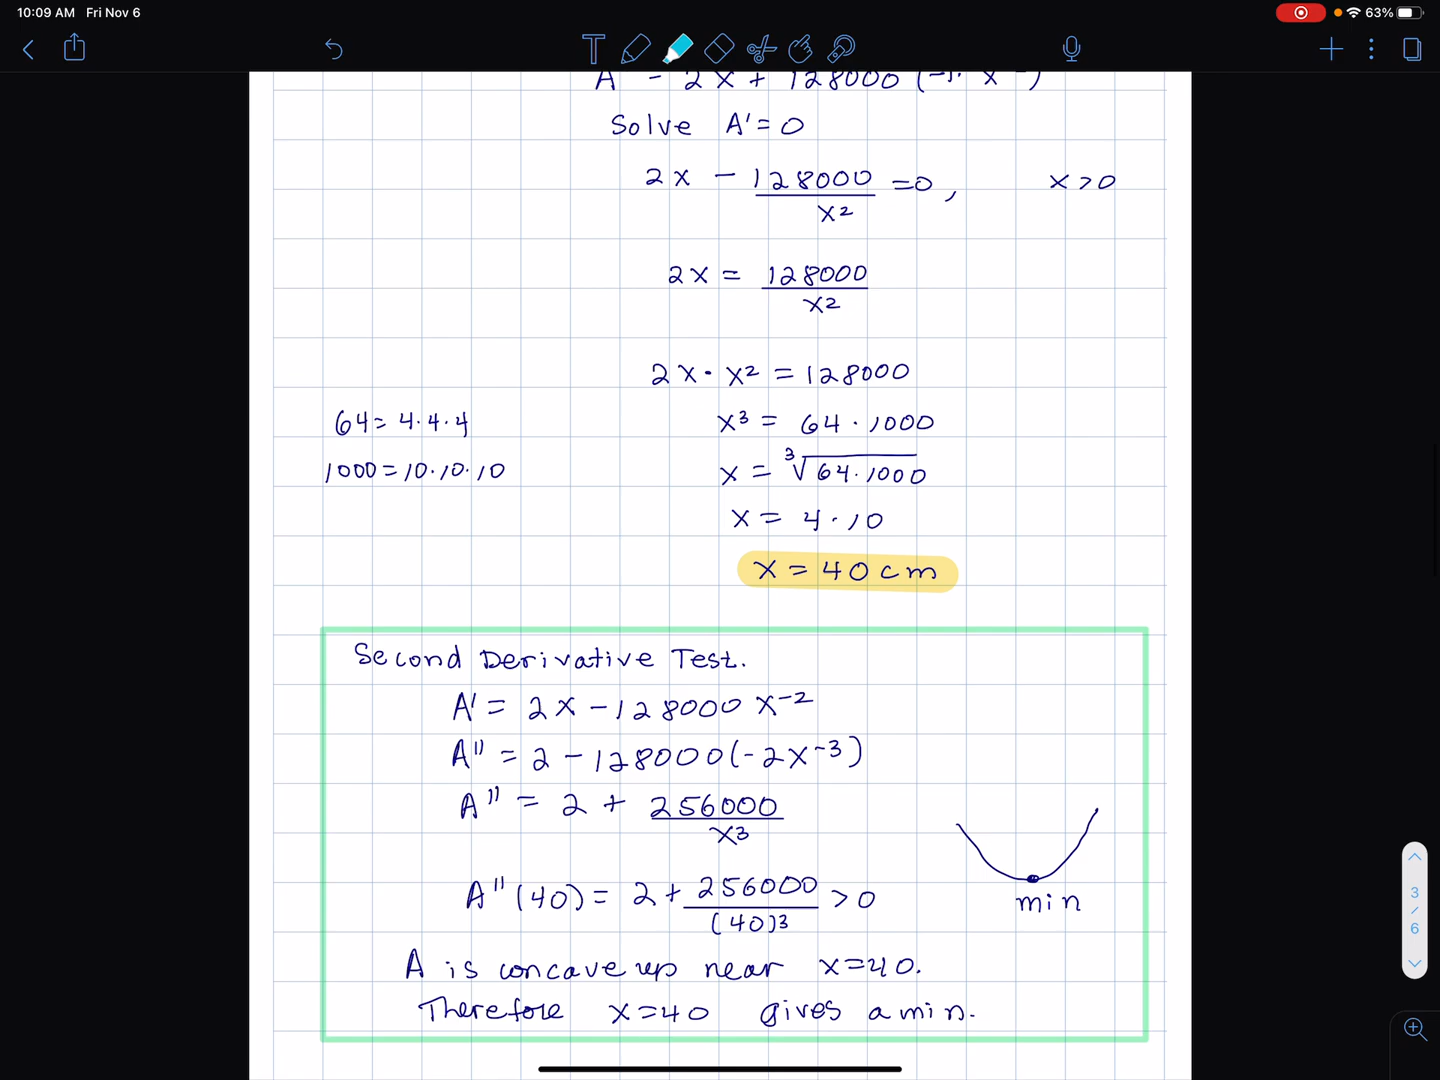 10:09 AM Fri Nov 6
63%
Solve A' = 0
2x - 128000/x² = 0, x > 0
2x = 128000/x²
2x · x² = 128000
64 = 4·4·4
x³ = 64 · 1000
1000 = 10·10·10
x = ³√64·1000
x = 4 · 10
x = 40 cm
Second Derivative Test.
A' = 2x - 128000 x⁻²
A'' = 2 - 128000(-2x⁻³)
A'' = 2 + 256000/x³
A''(40) = 2 + 256000/(40)³ > 0
min
A is concave up near x=40.
Therefore x=40 gives a min.
3
/
6